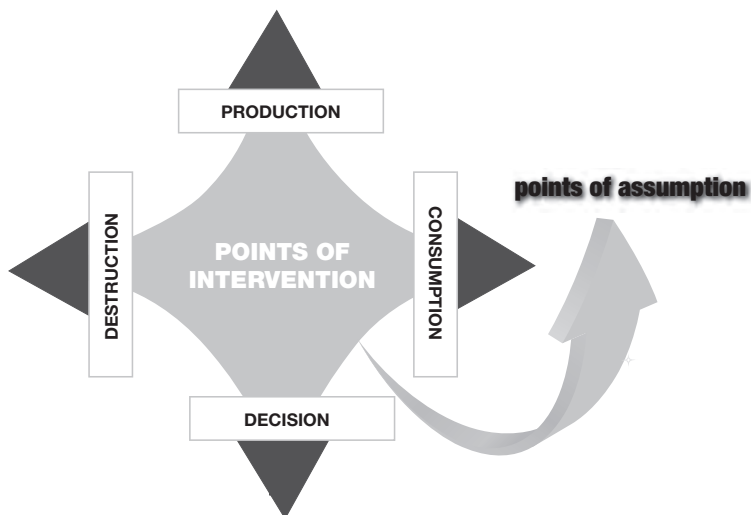 PRODUCTION
DESTRUCTION
POINTS OF
INTERVENTION
CONSUMPTION
points of assumption
DECISION